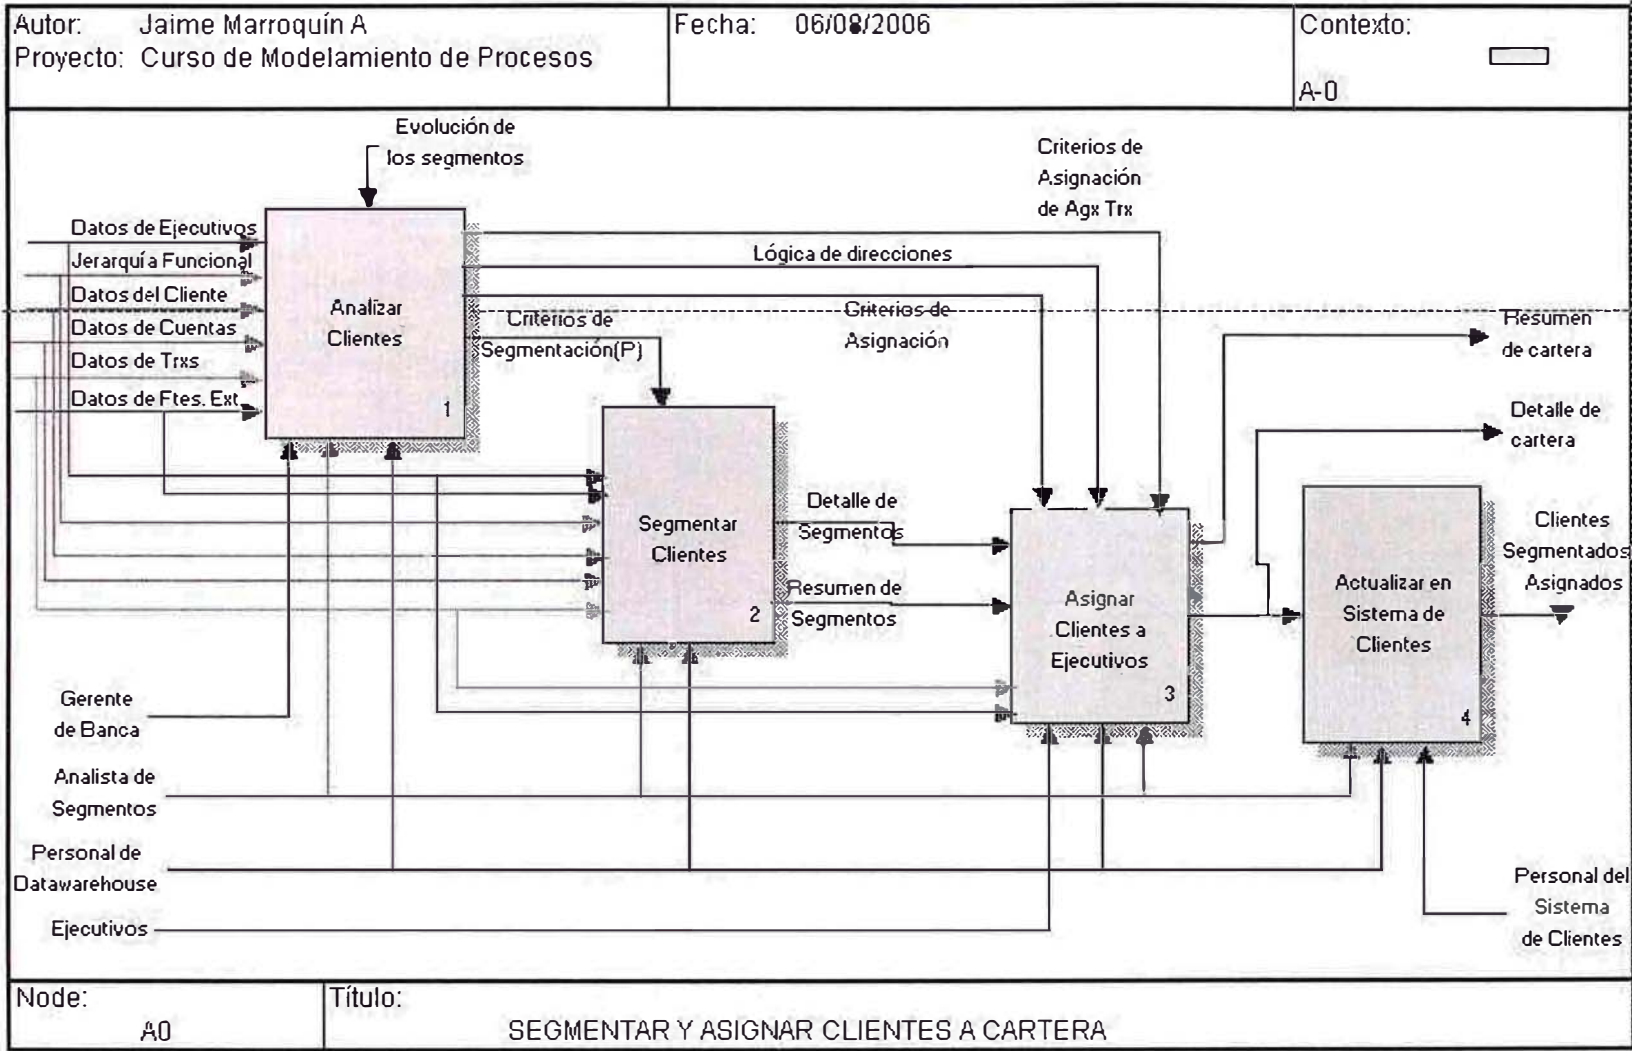 Autor: Jaime Marroquín A
Proyecto: Curso de Modelamiento de Procesos
Fecha:
Contexto:
A-0
Evolución de
los segmentos
Criterios de
Asignación
de Agx Trx
Datos de Ejecutivos
Jerarquía Funcional
Datos del Cliente
Datos de Cuentas
Datos de Trxs
Datos de Ftes. Ext
Analizar
Clientes
1
Lógica de direcciones
Criterios de
Segmentación(P)
Criterios de
Asignación
Resumen
de cartera
Detalle de
cartera
Segmentar
Clientes
2
Detalle de
Segmentos
Resumen de
Segmentos
Asignar
Clientes a
Ejecutivos
3
Actualizar en
Sistema de
Clientes
4
Clientes
Segmentados
Asignados
Gerente
de Banca
Analista de
Segmentos
Personal de
Datawarehouse
Ejecutivos
Personal del
Sistema
de Clientes
Node:
A0
Título:
SEGMENTAR Y ASIGNAR CLIENTES A CARTERA